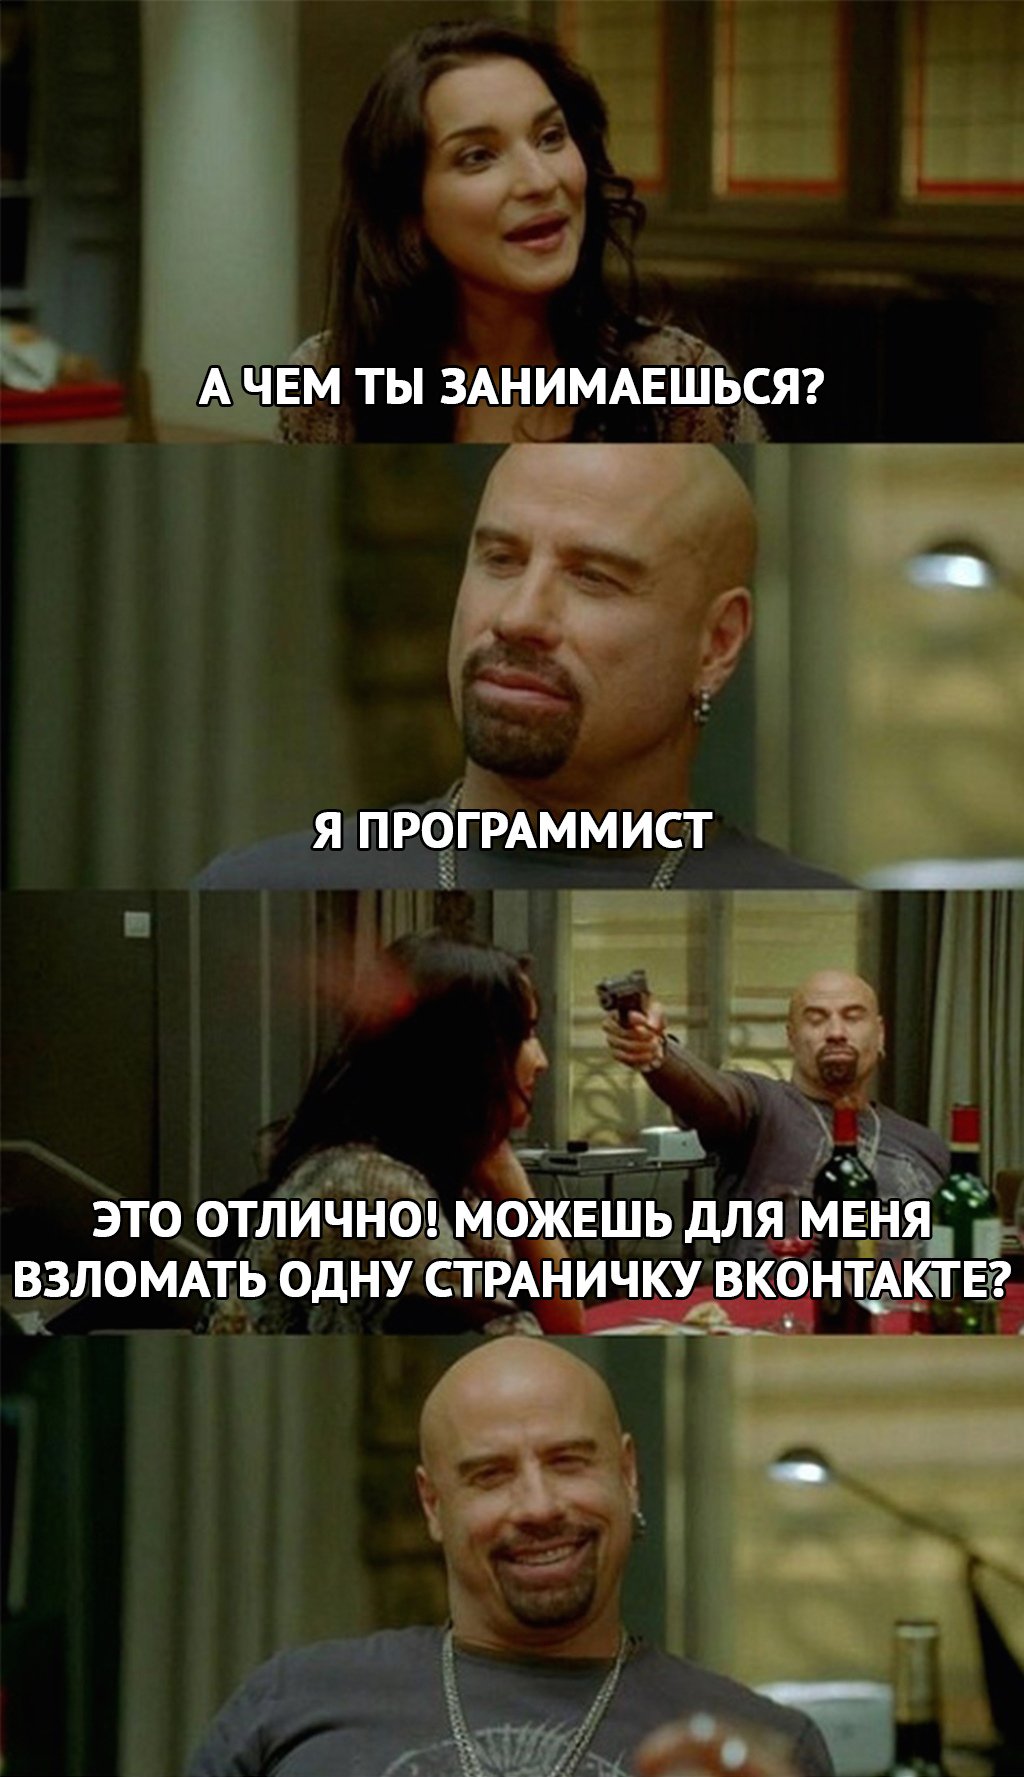 А ЧЕМ ТЫ ЗАНИМАЕШЬСЯ?
Я ПРОГРАММИСТ
ЭТО ОТЛИЧНО! МОЖЕШЬ ДЛЯ МЕНЯ
ВЗЛОМАТЬ ОДНУ СТРАНИЧКУ ВКОНТАКТЕ?